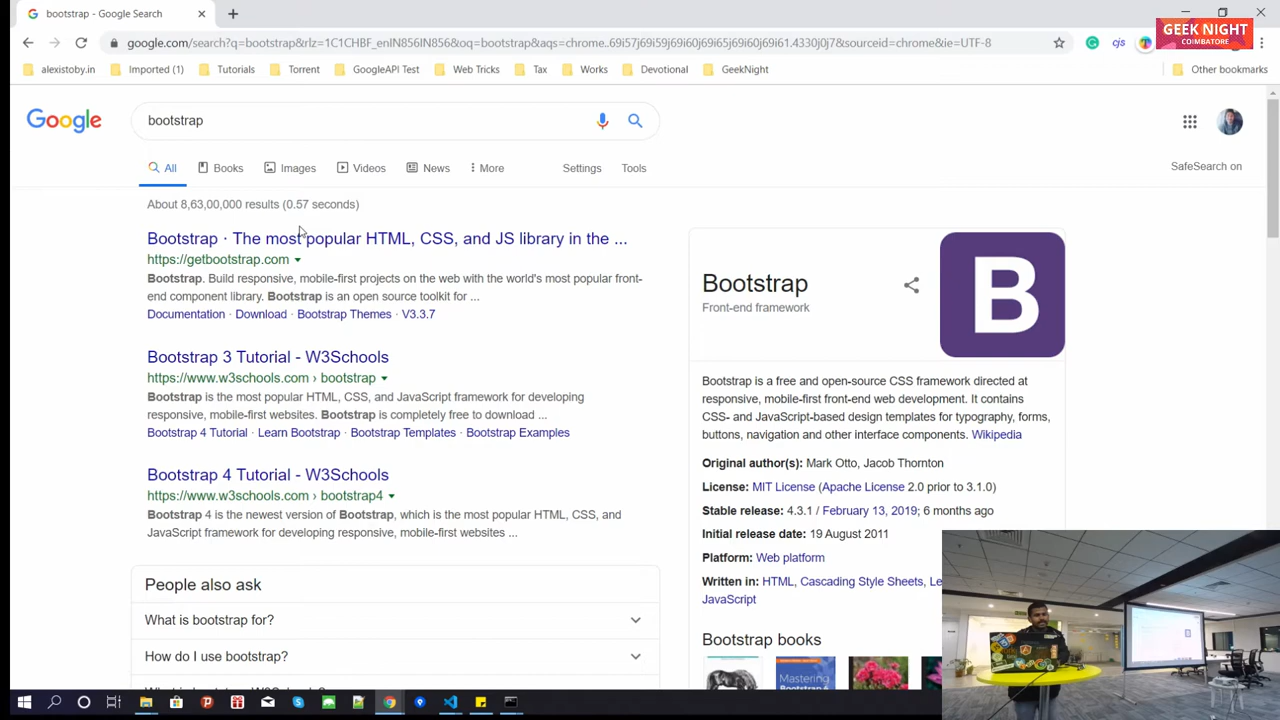 bootstrap - Google Search
GEEK NIGHT
COIMBATORE
google.com/search?q=bootstrap&rlz=1C1CHBF_enIN856IN856&oq=bootstrap&aqs=chrome..69i57j69i59j69i60j69i65j69i60j69i61.4330j0j7&sourceid=chrome&ie=UTF-8
cjs
alexistoby.in
Imported (1)
Tutorials
Torrent
GoogleAPI Test
Web Tricks
Tax
Works
Devotional
GeekNight
Other bookmarks
Google
bootstrap
All
Books
Images
Videos
News
More
Settings
Tools
SafeSearch on
About 8,63,00,000 results (0.57 seconds)
Bootstrap · The most popular HTML, CSS, and JS library in the ...
https://getbootstrap.com
Bootstrap. Build responsive, mobile-first projects on the web with the world's most popular front-
end component library. Bootstrap is an open source toolkit for ...
Documentation · Download · Bootstrap Themes · V3.3.7
Bootstrap 3 Tutorial - W3Schools
https://www.w3schools.com › bootstrap
Bootstrap is the most popular HTML, CSS, and JavaScript framework for developing
responsive, mobile-first websites. Bootstrap is completely free to download ...
Bootstrap 4 Tutorial · Learn Bootstrap · Bootstrap Templates · Bootstrap Examples
Bootstrap 4 Tutorial - W3Schools
https://www.w3schools.com › bootstrap4
Bootstrap 4 is the newest version of Bootstrap, which is the most popular HTML, CSS, and
JavaScript framework for developing responsive, mobile-first websites ...
People also ask
What is bootstrap for?
How do I use bootstrap?
Bootstrap
Front-end framework
B
Bootstrap is a free and open-source CSS framework directed at
responsive, mobile-first front-end web development. It contains
CSS- and JavaScript-based design templates for typography, forms,
buttons, navigation and other interface components. Wikipedia
Original author(s): Mark Otto, Jacob Thornton
License: MIT License (Apache License 2.0 prior to 3.1.0)
Stable release: 4.3.1 / February 13, 2019; 6 months ago
Initial release date: 19 August 2011
Platform: Web platform
Written in: HTML, Cascading Style Sheets, Le
JavaScript
Bootstrap books
Mastering